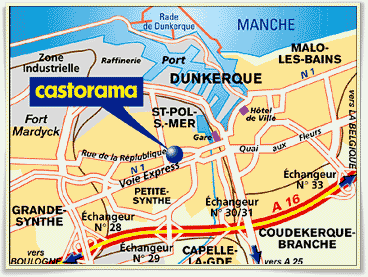 Rade
de Dunkerque
MANCHE
Zone
Industrielle
Raffinerie
Port
MALO-
LES-BAINS
DUNKERQUE
N 1
castorama
ST-POL-
S.-MER
Hôtel
de Ville
vers LA BELGIQUE
Fort
Mardyck
Gare
Quai aux Fleurs
Rue de la Républlique
N 1
Voie Express
PETITE-
SYNTHE
Échangeur
N° 33
GRANDE-
SYNTHE
Échangeur
N° 28
Échangeur
N° 30/31
A 16
COUDEKERQUE-
BRANCHE
vers
BOULOGNE
Échangeur
N° 29
CAPELLE-
LA-GDE
vers A 25